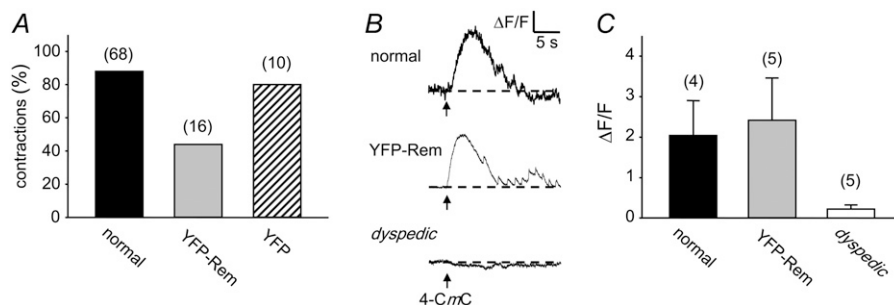 A
contractions (%)
100
80
60
40
20
0
(68)
(16)
(10)
normal
YFP-Rem
YFP
B
ΔF/F
5 s
normal
YFP-Rem
dyspedic
4-CmC
C
ΔF/F
4
3
2
1
0
(4)
(5)
(5)
normal
YFP-Rem
dyspedic